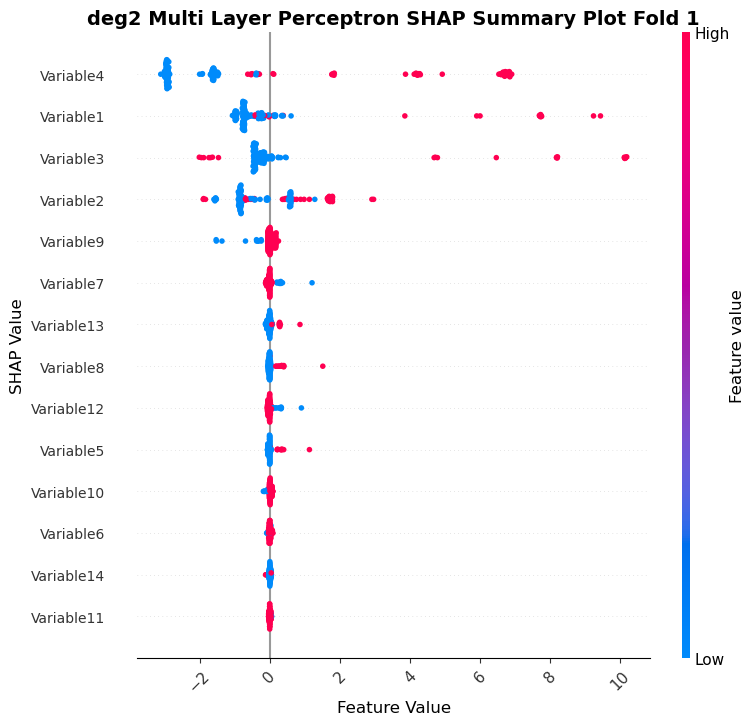 deg2 Multi Layer Perceptron SHAP Summary Plot Fold 1
High
Variable4
Variable1
Variable3
Variable2
Variable9
Variable7
Variable13
Variable8
Variable12
Variable5
Variable10
Variable6
Variable14
Variable11
SHAP Value
Feature value
Low
−2
0
2
4
6
8
10
Feature Value